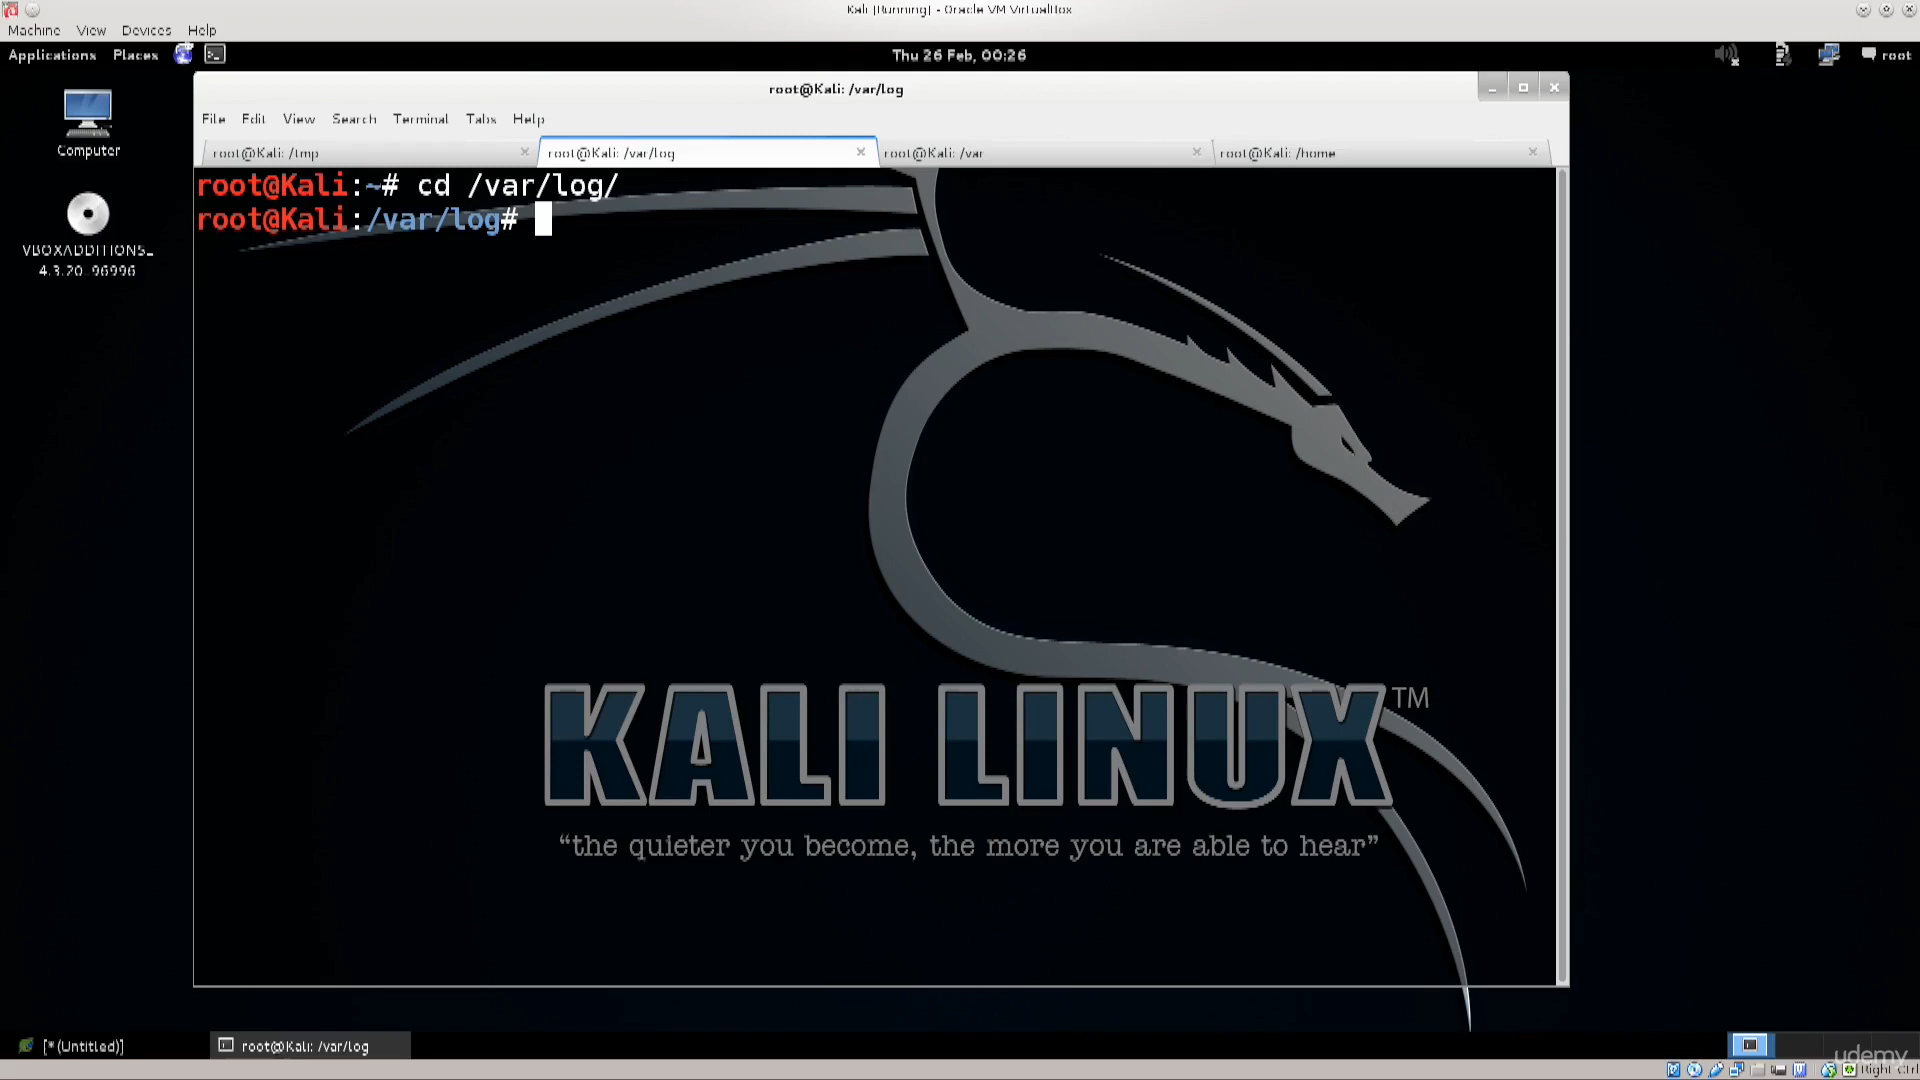 Kali [Running] - Oracle VM VirtualBox
Machine View Devices Help
Applications Places Thu 26 Feb, 00:26 root
root@Kali: /var/log
File Edit View Search Terminal Tabs Help
root@Kali: /tmp root@Kali: /var/log root@Kali: /var root@Kali: /home
root@Kali:~# cd /var/log/
root@Kali:/var/log#
Computer
VBOXADDITIONS_
4.3.20_96996
KALI LINUX™
“the quieter you become, the more you are able to hear”
[*(Untitled)] root@Kali: /var/log
udemy
Right Ctrl